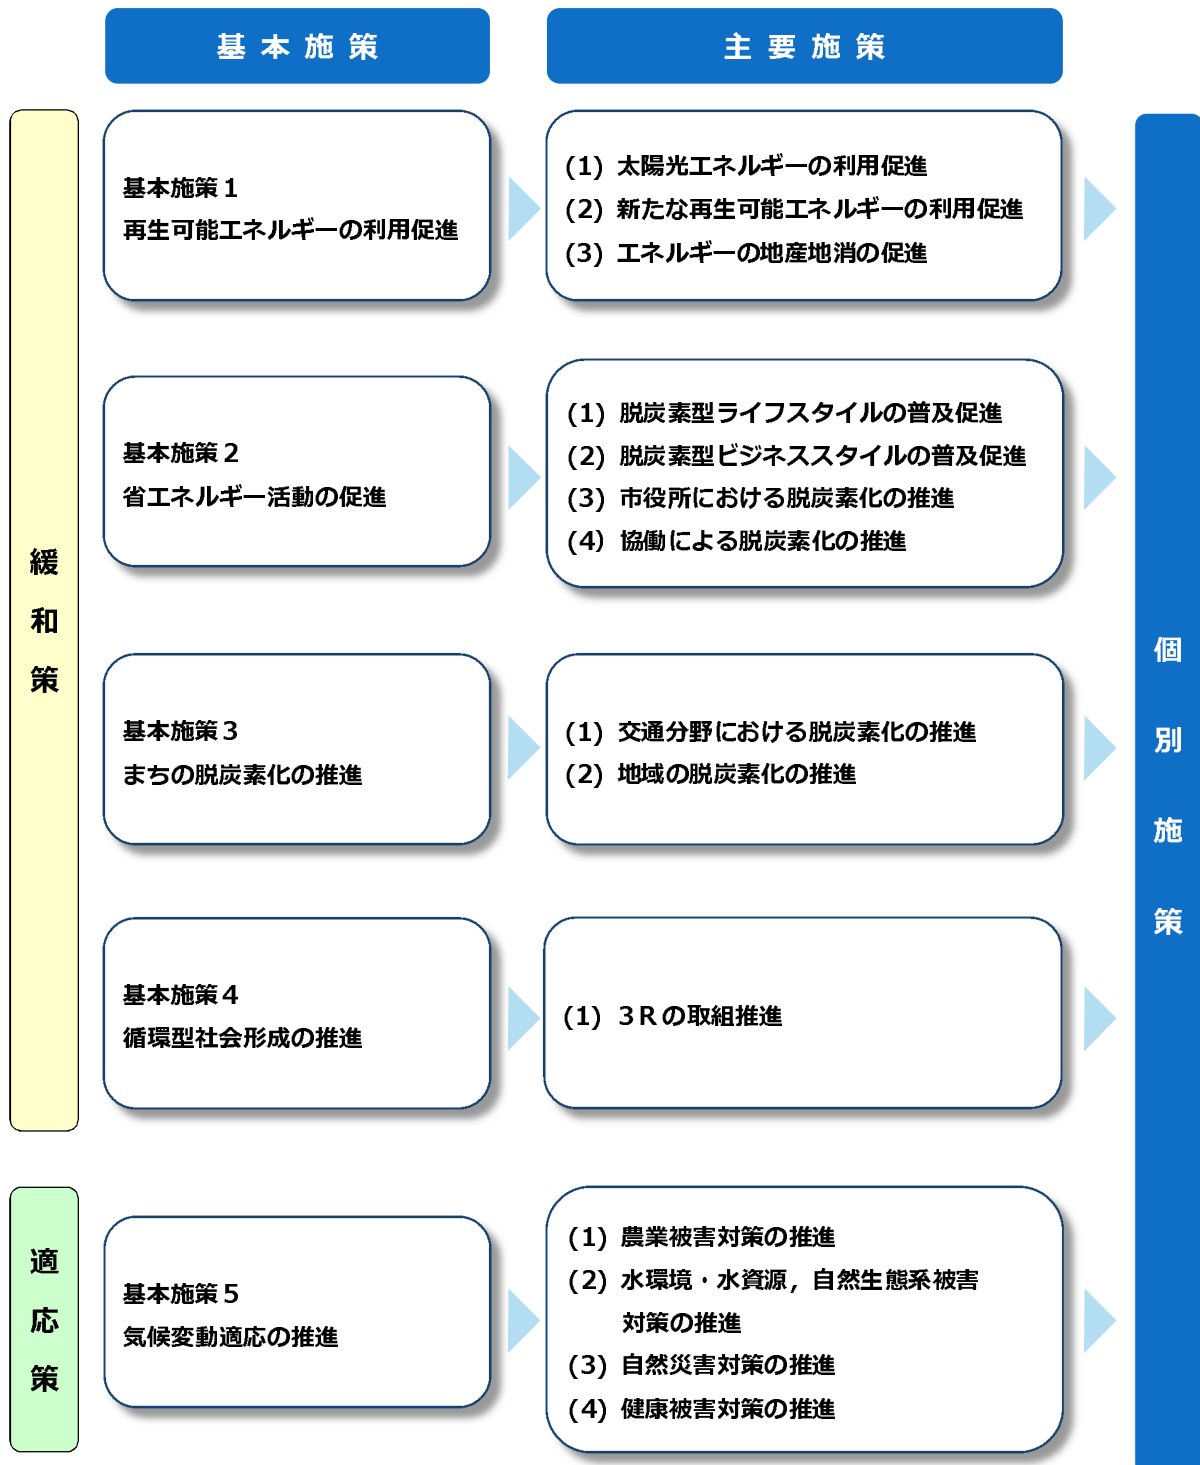 基本施策
主要施策
緩和策
基本施策１
再生可能エネルギーの利用促進
(1) 太陽光エネルギーの利用促進
(2) 新たな再生可能エネルギーの利用促進
(3) エネルギーの地産地消の促進
基本施策２
省エネルギー活動の促進
(1) 脱炭素型ライフスタイルの普及促進
(2) 脱炭素型ビジネススタイルの普及促進
(3) 市役所における脱炭素化の推進
(4) 協働による脱炭素化の推進
基本施策３
まちの脱炭素化の推進
(1) 交通分野における脱炭素化の推進
(2) 地域の脱炭素化の推進
基本施策４
循環型社会形成の推進
(1) ３Ｒの取組推進
適応策
基本施策５
気候変動適応の推進
(1) 農業被害対策の推進
(2) 水環境・水資源，自然生態系被害
対策の推進
(3) 自然災害対策の推進
(4) 健康被害対策の推進
個別施策